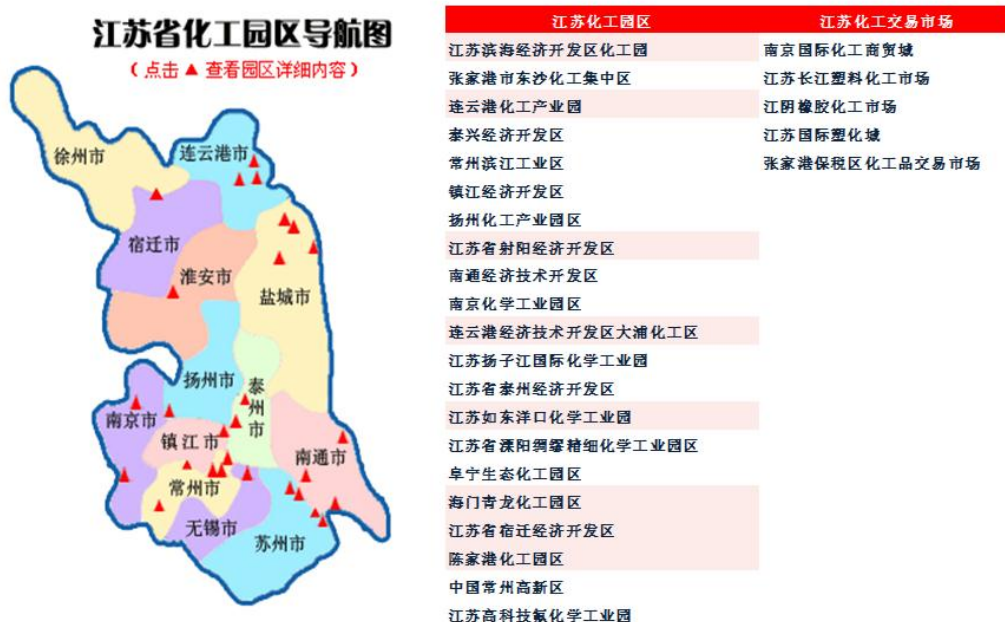 江苏省化工园区导航图
（点击▲查看园区详细内容）
徐州市
连云港市
宿迁市
淮安市
盐城市
扬州市
泰州市
南京市
镇江市
南通市
常州市
无锡市
苏州市
江苏化工园区
江苏滨海经济开发区化工园
张家港市东沙化工集中区
连云港化工产业园
泰兴经济开发区
常州滨江工业区
镇江经济开发区
扬州化工产业园区
江苏省射阳经济开发区
南通经济技术开发区
南京化学工业园区
连云港经济技术开发区大浦化工区
江苏扬子江国际化学工业园
江苏省泰州经济开发区
江苏如东洋口化学工业园
江苏省溧阳绸缪精细化学工业园区
阜宁生态化工园区
海门青龙化工园区
江苏省宿迁经济开发区
陈家港化工园区
中国常州高新区
江苏高科技氟化学工业园
江苏化工交易市场
南京国际化工商贸城
江苏长江塑料化工市场
江阴橡胶化工市场
江苏国际塑化城
张家港保税区化工品交易市场